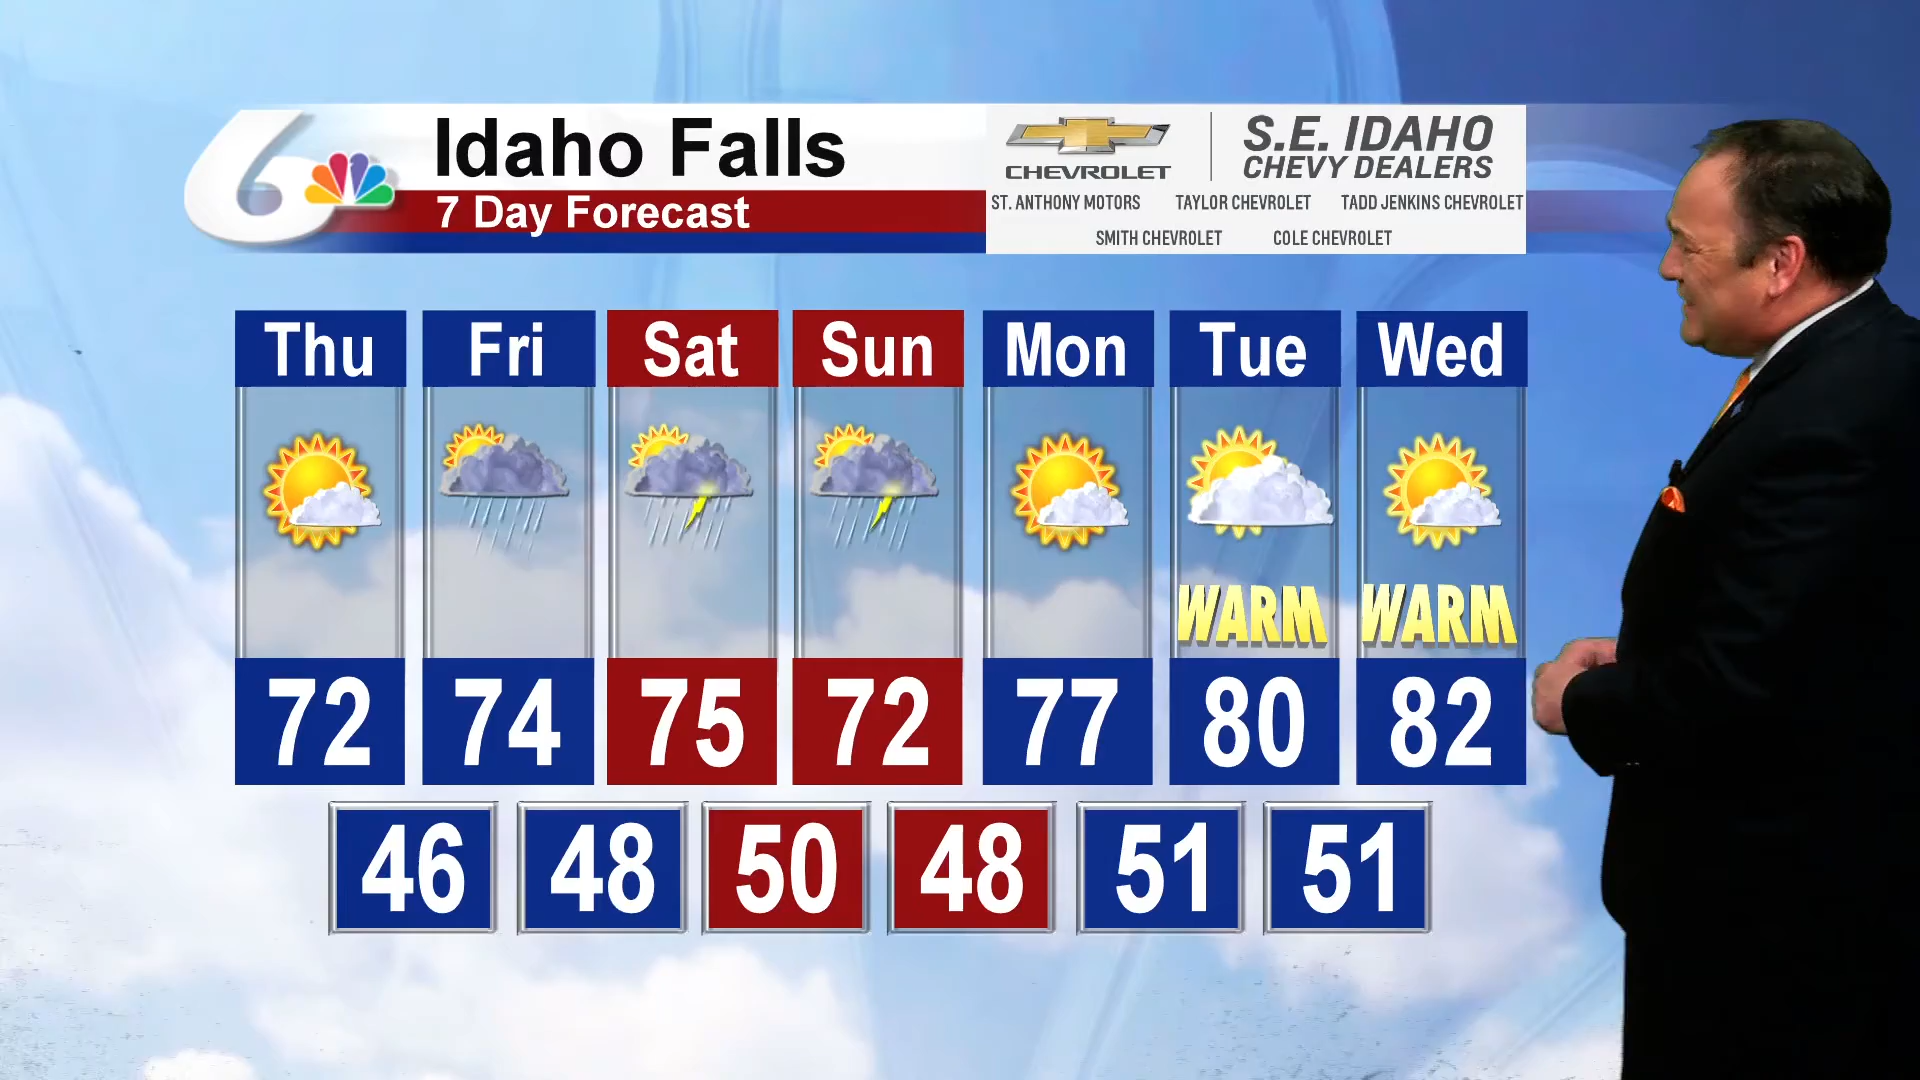 6
Idaho Falls
7 Day Forecast
CHEVROLET
S.E. IDAHO
CHEVY DEALERS
ST. ANTHONY MOTORS TAYLOR CHEVROLET TADD JENKINS CHEVROLET
SMITH CHEVROLET COLE CHEVROLET
Thu Fri Sat Sun Mon Tue Wed
WARM WARM
72 74 75 72 77 80 82
46 48 50 48 51 51